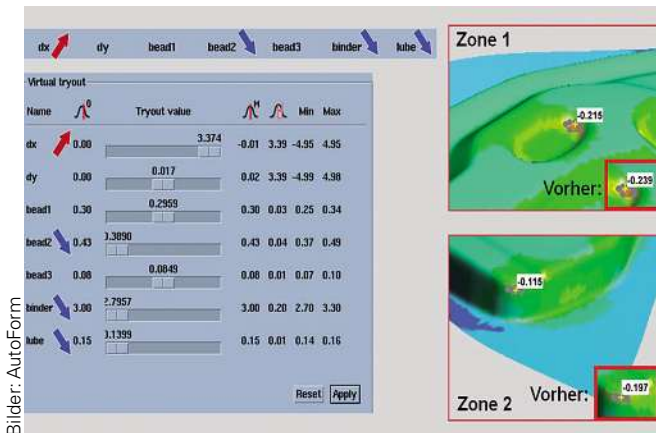 dx dy bead1 bead2 bead3 binder lube
Virtual tryout
Name 0 Tryout value M Min Max
dx 0.00 3.374 -0.01 3.39 -4.95 4.95
dy 0.00 0.017 0.02 3.39 -4.99 4.98
bead1 0.30 0.2959 0.30 0.03 0.25 0.34
bead2 0.43 0.3890 0.43 0.04 0.37 0.49
bead3 0.08 0.0849 0.08 0.01 0.07 0.10
binder 3.00 2.7957 3.00 0.20 2.70 3.30
lube 0.15 0.1399 0.15 0.01 0.14 0.16
Reset Apply
Zone 1
-0.215
Vorher: -0.239
-0.115
Vorher: -0.197
Zone 2
Bilder: AutoForm